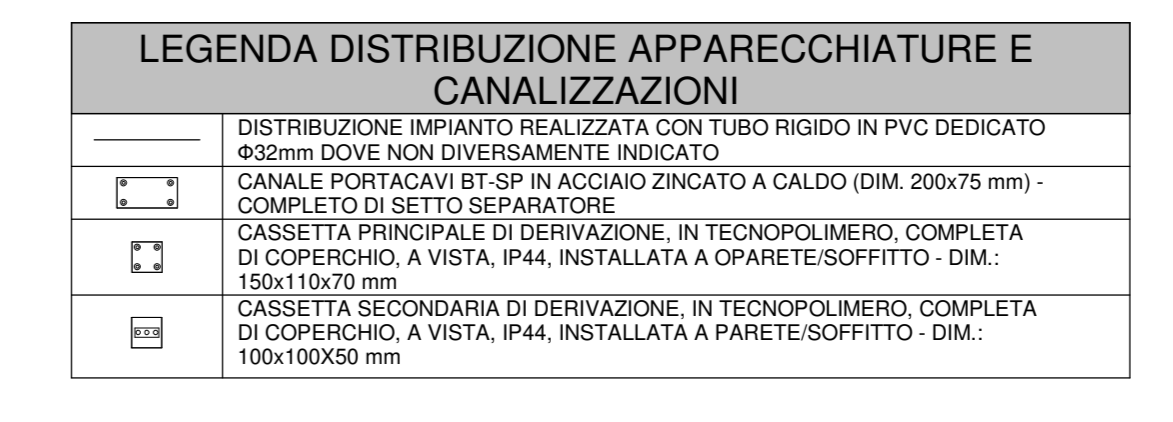 LEGENDA DISTRIBUZIONE APPARECCHIATURE E
CANALIZZAZIONI
DISTRIBUZIONE IMPIANTO REALIZZATA CON TUBO RIGIDO IN PVC DEDICATO
Φ32mm DOVE NON DIVERSAMENTE INDICATO
CANALE PORTACAVI BT-SP IN ACCIAIO ZINCATO A CALDO (DIM. 200x75 mm) -
COMPLETO DI SETTO SEPARATORE
CASSETTA PRINCIPALE DI DERIVAZIONE, IN TECNOPOLIMERO, COMPLETA
DI COPERCHIO, A VISTA, IP44, INSTALLATA A OPARETE/SOFFITTO - DIM.:
150x110x70 mm
CASSETTA SECONDARIA DI DERIVAZIONE, IN TECNOPOLIMERO, COMPLETA
DI COPERCHIO, A VISTA, IP44, INSTALLATA A PARETE/SOFFITTO - DIM.:
100x100X50 mm